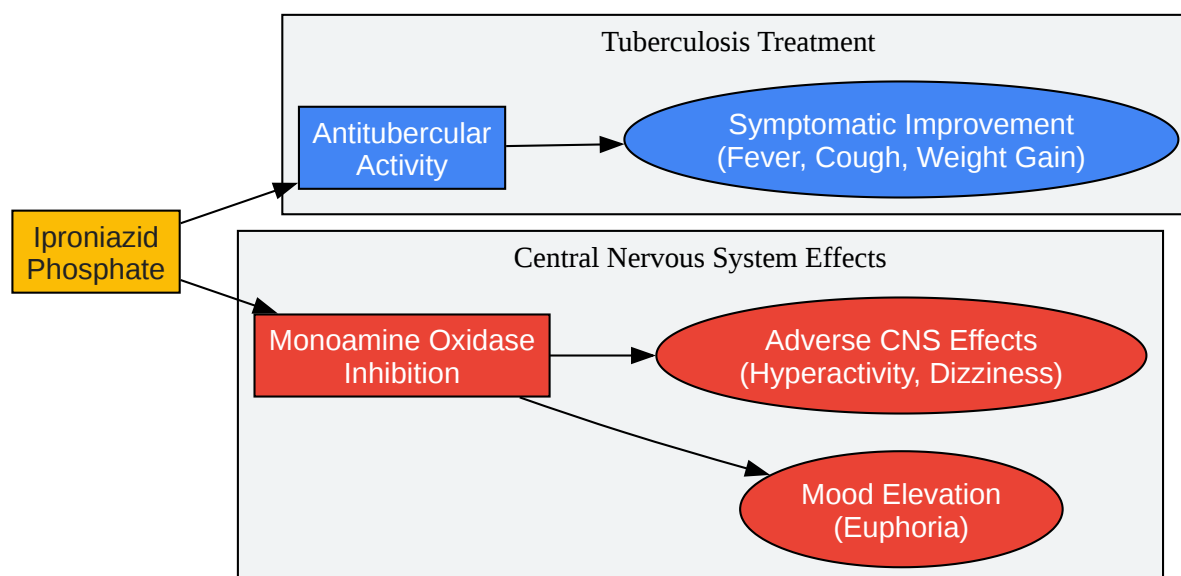 Tuberculosis Treatment
Antitubercular
Activity
Symptomatic Improvement
(Fever, Cough, Weight Gain)
Iproniazid
Phosphate
Central Nervous System Effects
Monoamine Oxidase
Inhibition
Adverse CNS Effects
(Hyperactivity, Dizziness)
Mood Elevation
(Euphoria)